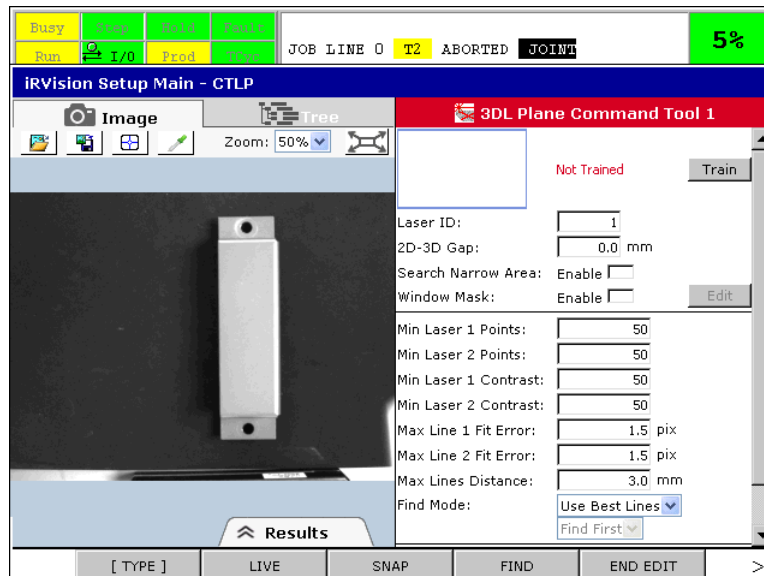 Busy Step Hold Fault
Run I/O Prod TCyc
JOB LINE 0 T2 ABORTED JOINT
5%
iRVision Setup Main - CTLP
Image Tree
3DL Plane Command Tool 1
Zoom: 50%
Not Trained Train
Laser ID: 1
2D-3D Gap: 0.0 mm
Search Narrow Area: Enable
Window Mask: Enable Edit
Min Laser 1 Points: 50
Min Laser 2 Points: 50
Min Laser 1 Contrast: 50
Min Laser 2 Contrast: 50
Max Line 1 Fit Error: 1.5 pix
Max Line 2 Fit Error: 1.5 pix
Max Lines Distance: 3.0 mm
Find Mode: Use Best Lines
Find First
Results
[ TYPE ] LIVE SNAP FIND END EDIT >